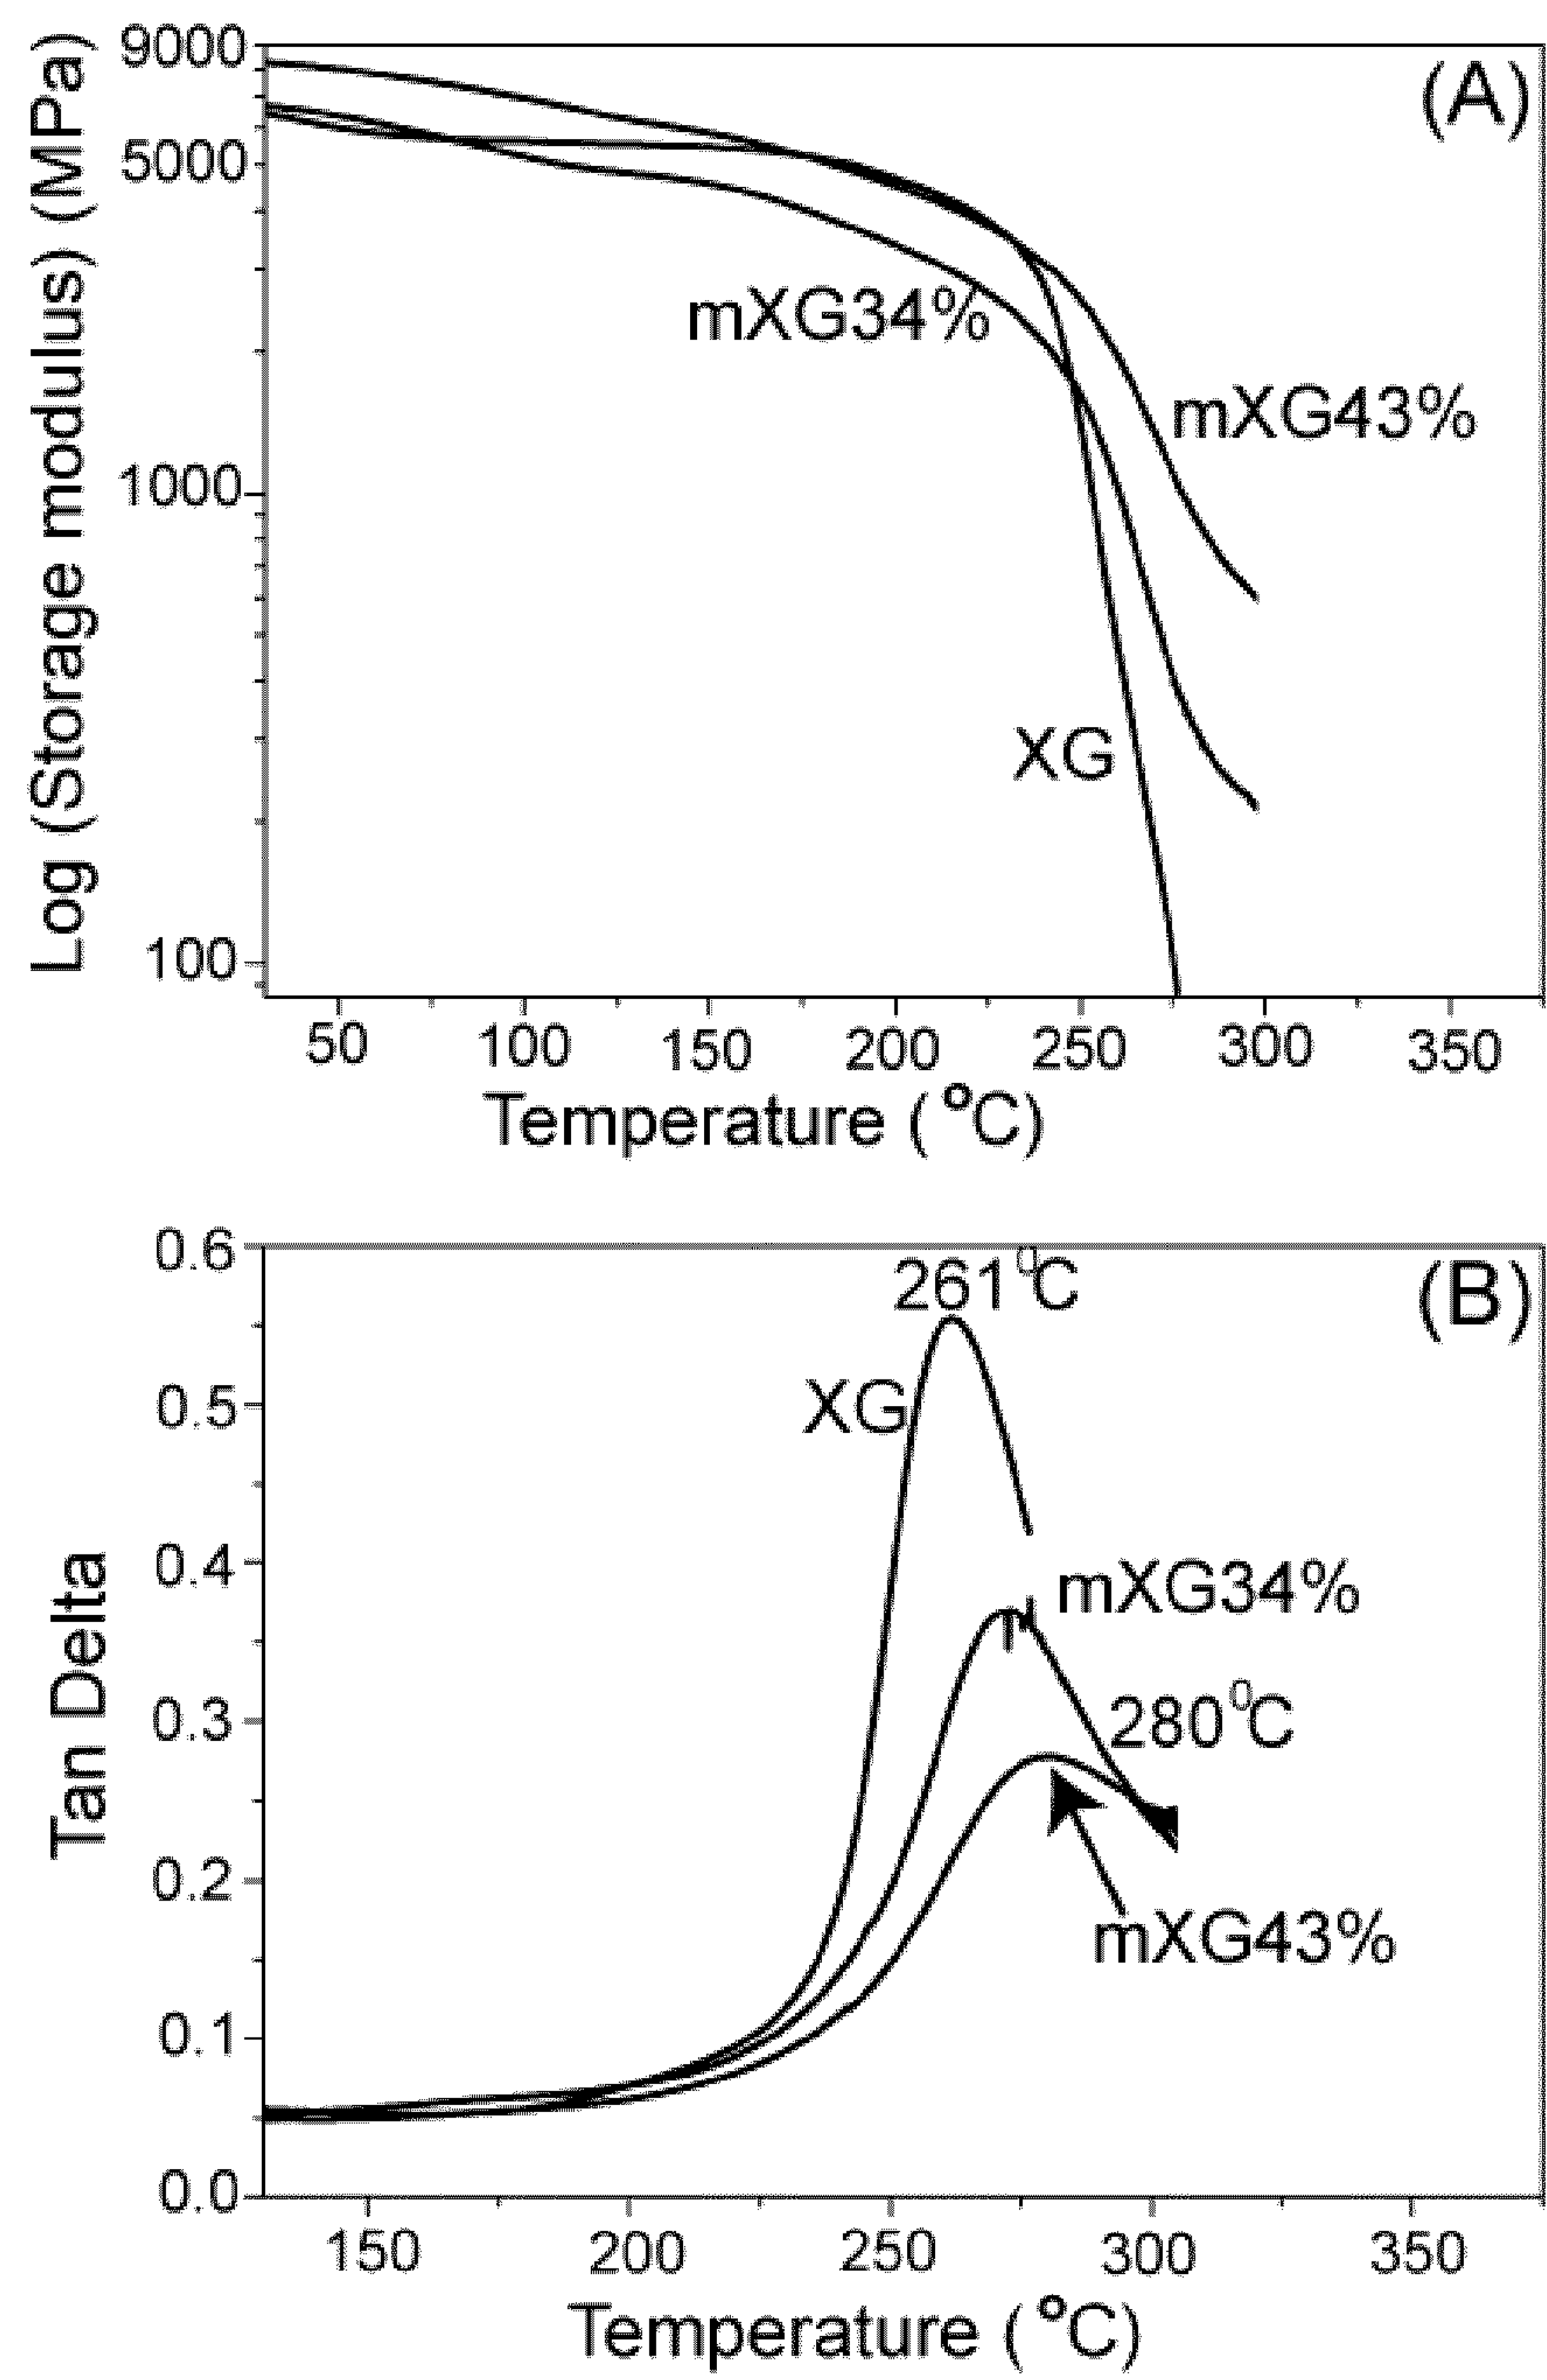 (A)
Log (Storage modulus) (MPa)
9000
5000
1000
100
mXG34%
mXG43%
XG
50 100 150 200 250 300 350
Temperature (°C)
(B)
Tan Delta
0.6
0.5
0.4
0.3
0.2
0.1
0.0
261⁰C
XG
mXG34%
280⁰C
mXG43%
150 200 250 300 350
Temperature (°C)